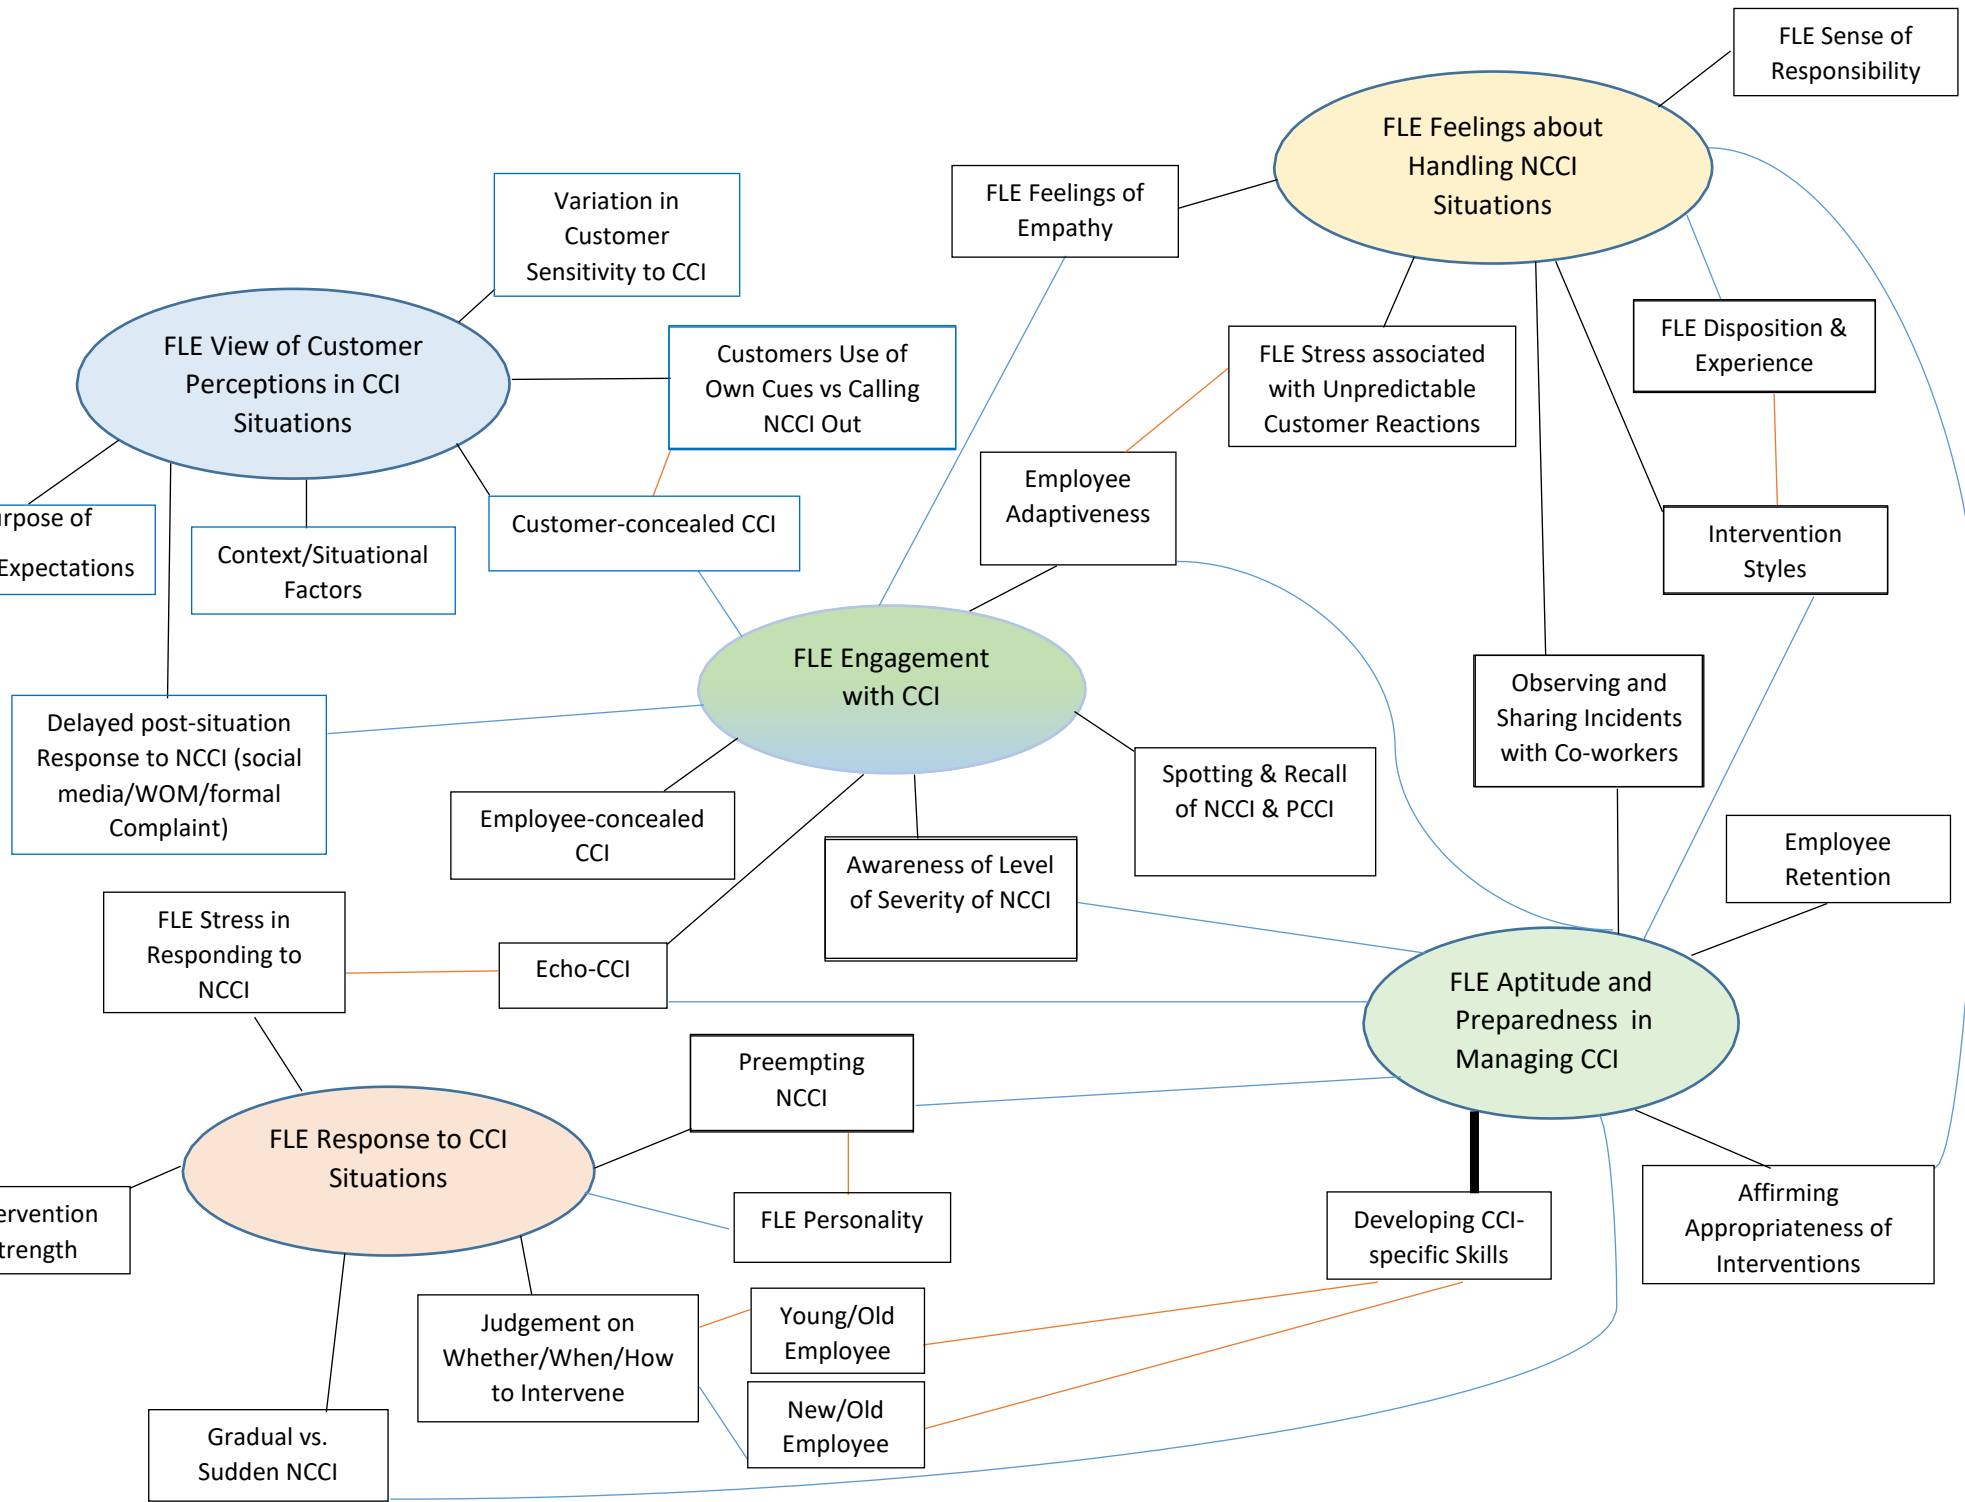 FLE Sense of
Responsibility
FLE Feelings about
Handling NCCI
Situations
FLE Feelings of
Empathy
Variation in
Customer
Sensitivity to CCI
FLE View of Customer
Perceptions in CCI
Situations
Customers Use of
Own Cues vs Calling
NCCI Out
FLE Stress associated
with Unpredictable
Customer Reactions
FLE Disposition &
Experience
Employee
Adaptiveness
of
Expectations
Context/Situational
Factors
Customer-concealed CCI
Intervention
Styles
FLE Engagement
with CCI
Observing and
Sharing Incidents
with Co-workers
Delayed post-situation
Response to NCCI (social
media/WOM/formal
Complaint)
Spotting & Recall
of NCCI & PCCI
Employee-concealed
CCI
Awareness of Level
of Severity of NCCI
Employee
Retention
FLE Stress in
Responding to
NCCI
Echo-CCI
FLE Aptitude and
Preparedness in
Managing CCI
Preempting
NCCI
FLE Response to CCI
Situations
FLE Personality
Developing CCI-
specific Skills
Affirming
Appropriateness of
Interventions
Judgement on
Whether/When/How
to Intervene
Young/Old
Employee
New/Old
Employee
Gradual vs.
Sudden NCCI